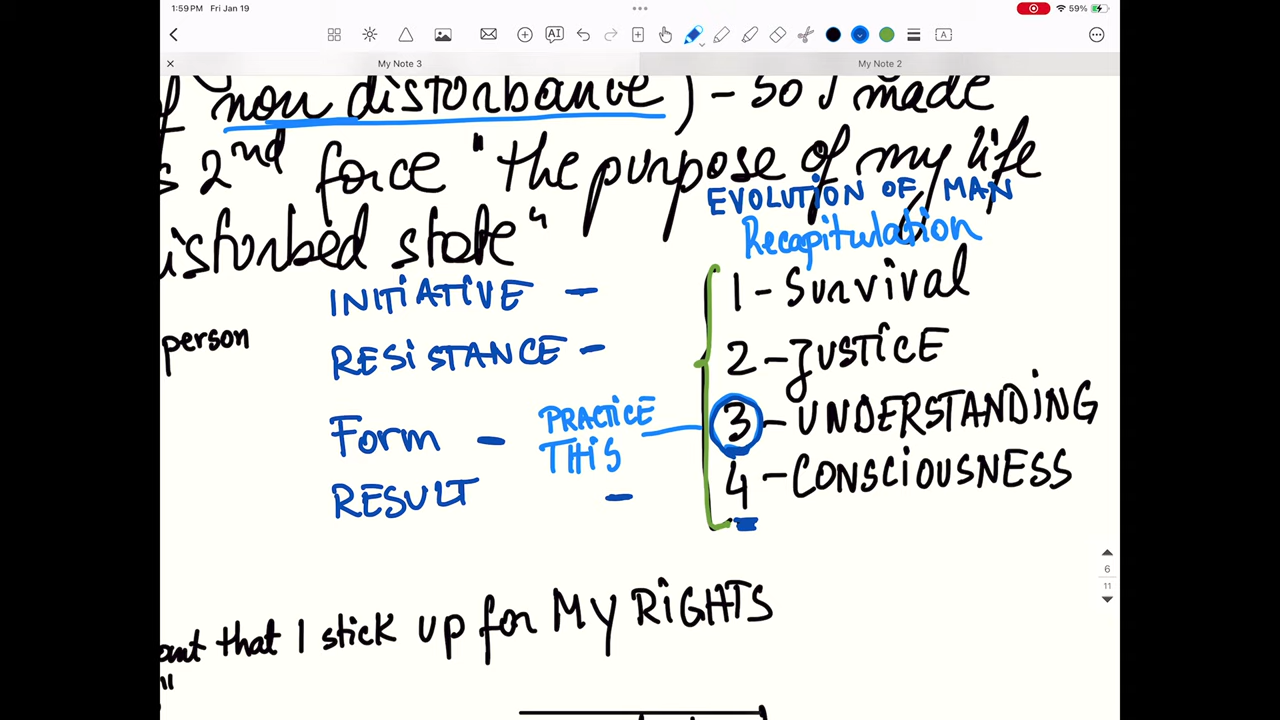 1:59 PM Fri Jan 19
59%
My Note 3
My Note 2
non disturbance) - So I made
2nd force "the purpose of my life
EVOLUTION OF MAN
Recapitulation
isturbed state"
INITIATIVE - 1 - Survival
person
RESISTANCE - 2 - JUSTICE
Form - PRACTICE THIS 3 - UNDERSTANDING
RESULT - 4 - CONSCIOUSNESS
6
11
that I stick up for MY RIGHTS